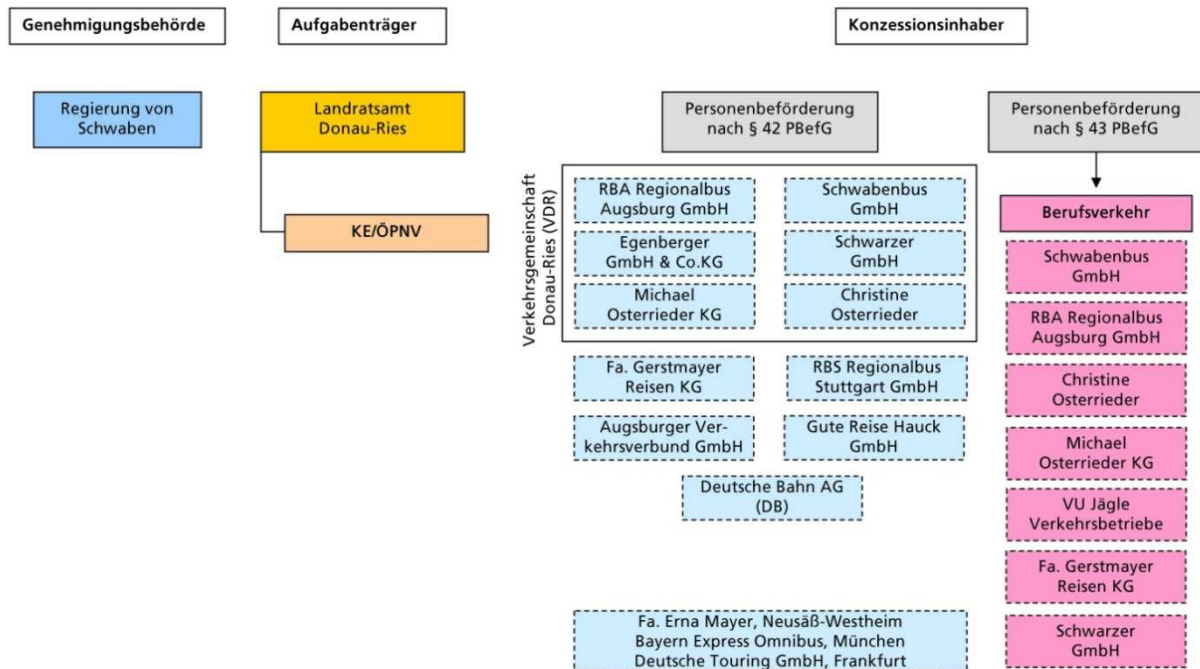 Genehmigungsbehörde
Aufgabenträger
Konzessionsinhaber
Regierung von
Schwaben
Landratsamt
Donau-Ries
KE/ÖPNV
Personenbeförderung
nach § 42 PBefG
Verkehrsgemeinschaft
Donau-Ries (VDR)
RBA Regionalbus
Augsburg GmbH
Schwabenbus
GmbH
Egenberger
GmbH & Co.KG
Schwarzer
GmbH
Michael
Osterrieder KG
Christine
Osterrieder
Fa. Gerstmayer
Reisen KG
RBS Regionalbus
Stuttgart GmbH
Augsburger Ver-
kehrsverbund GmbH
Gute Reise Hauck
GmbH
Deutsche Bahn AG
(DB)
Fa. Erna Mayer, Neusäß-Westheim
Bayern Express Omnibus, München
Deutsche Touring GmbH, Frankfurt
Personenbeförderung
nach § 43 PBefG
Berufsverkehr
Schwabenbus
GmbH
RBA Regionalbus
Augsburg GmbH
Christine
Osterrieder
Michael
Osterrieder KG
VU Jägle
Verkehrsbetriebe
Fa. Gerstmayer
Reisen KG
Schwarzer
GmbH